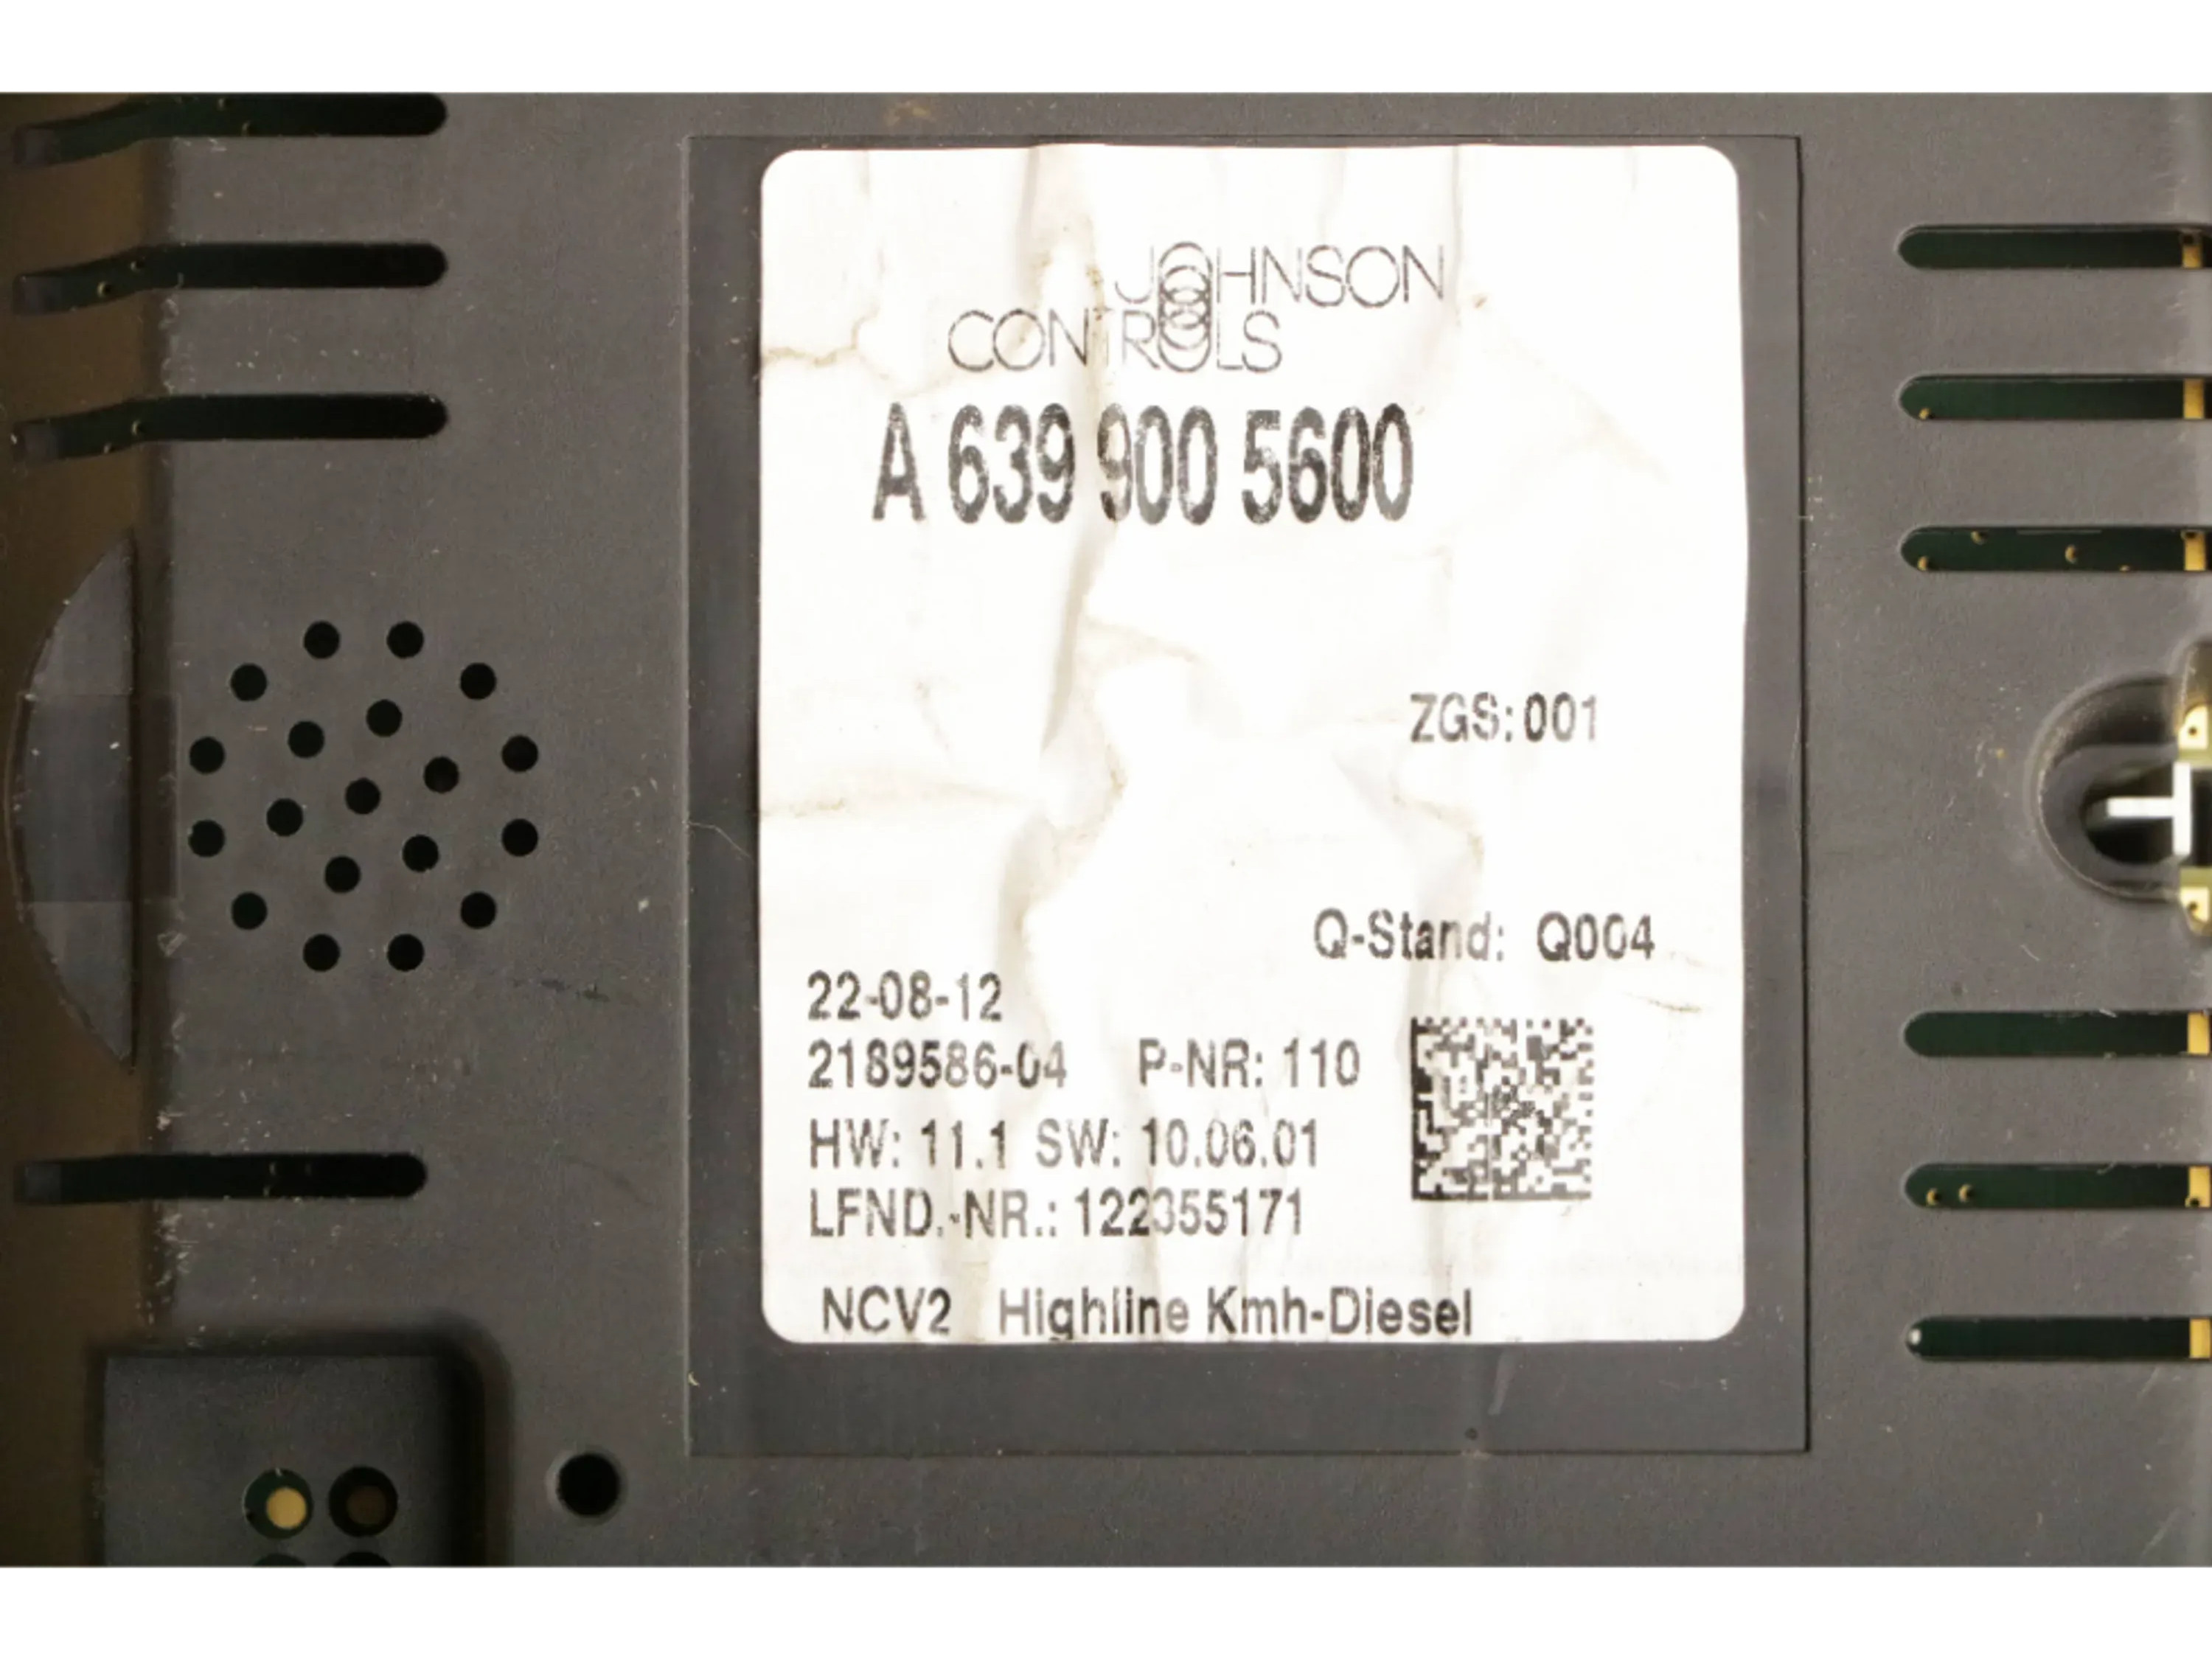 JOHNSON
CONTROLS
A 639 900 5600
ZGS:001
Q-Stand: Q004
22-08-12
2189586-04 P-NR: 110
HW: 11.1 SW: 10.06.01
LFND.-NR.: 122355171
NCV2 Highline Kmh-Diesel